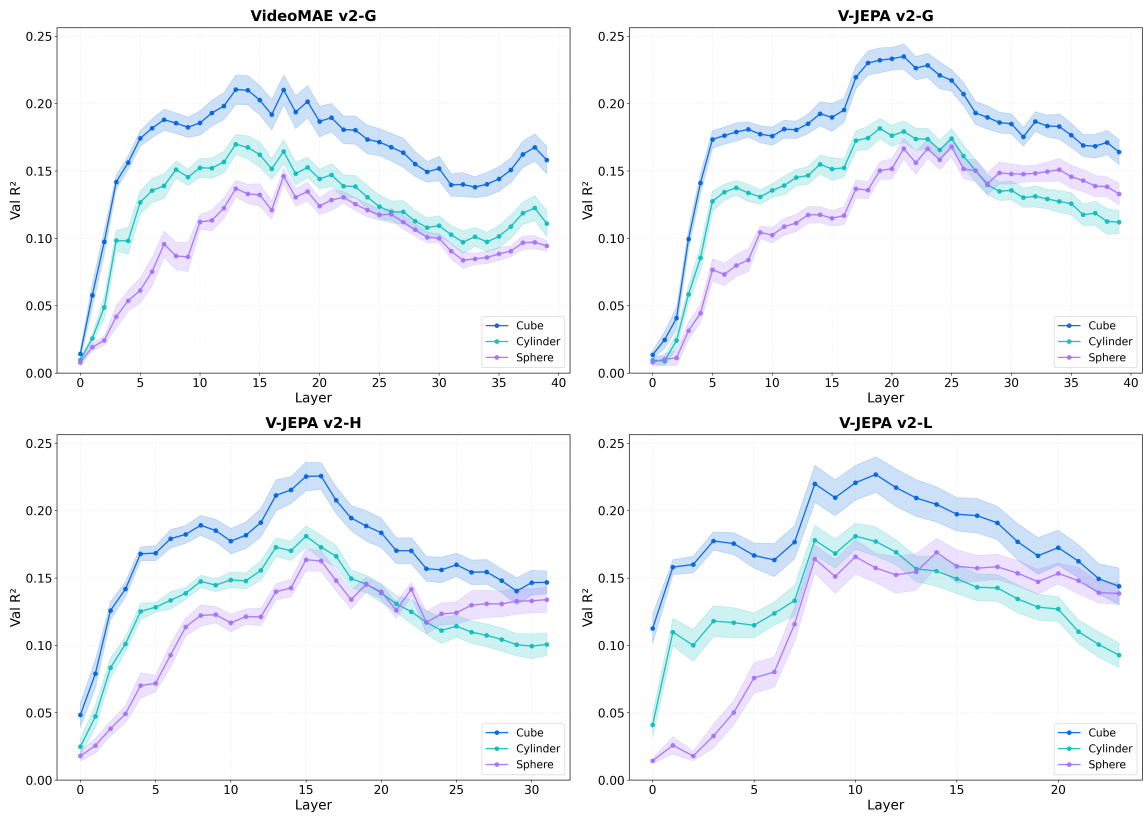 VideoMAE v2-G
Val R²
0.25
0.20
0.15
0.10
0.05
0.00
0 5 10 15 20 25 30 35 40
Layer
Cube
Cylinder
Sphere
V-JEPA v2-G
Val R²
0.25
0.20
0.15
0.10
0.05
0.00
0 5 10 15 20 25 30 35 40
Layer
Cube
Cylinder
Sphere
V-JEPA v2-H
Val R²
0.25
0.20
0.15
0.10
0.05
0.00
0 5 10 15 20 25 30
Layer
Cube
Cylinder
Sphere
V-JEPA v2-L
Val R²
0.25
0.20
0.15
0.10
0.05
0.00
0 5 10 15 20
Layer
Cube
Cylinder
Sphere